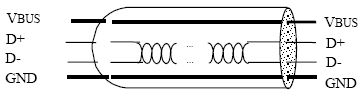 VBUS VBUS
D+ D+
D- D-
... ...
GND GND